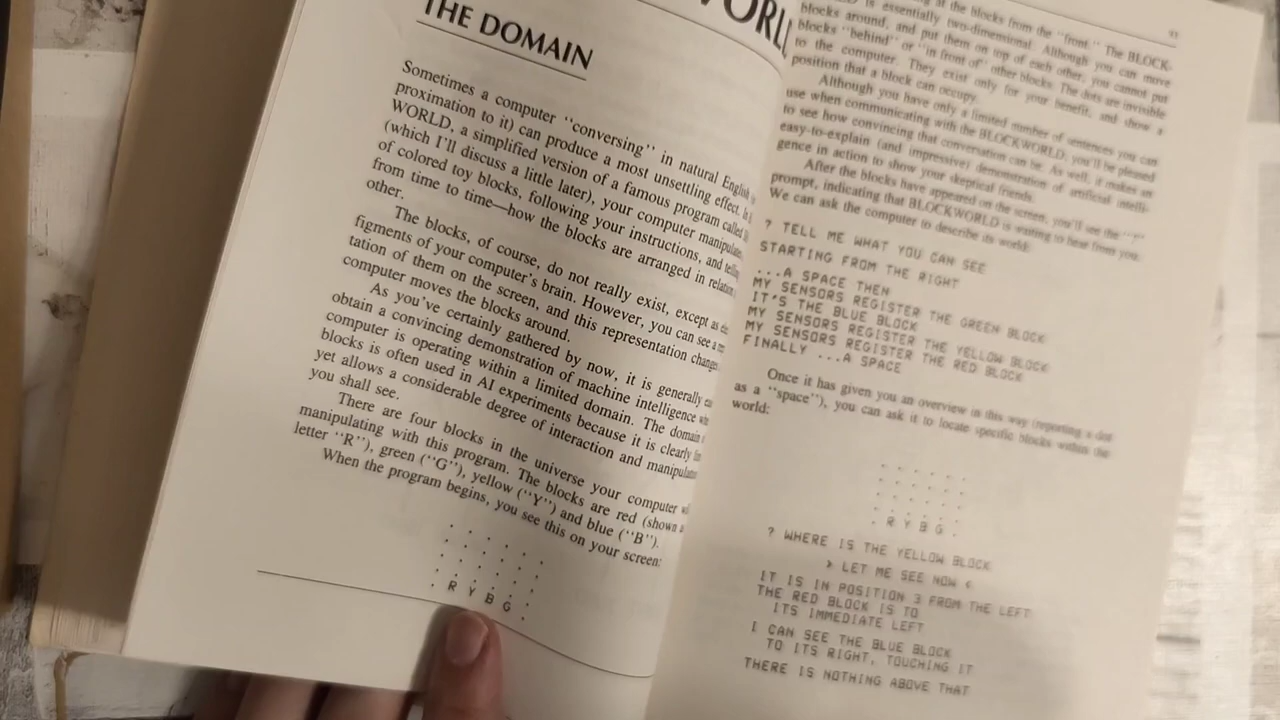 WORL
THE DOMAIN
Sometimes a computer "conversing" in natural English
proximation to it) can produce a most unsettling effect. In
WORLD, a simplified version of a famous program called
(which I'll discuss a little later), your computer manipulates
of colored toy blocks, following your instructions, and telling
from time to time—how the blocks are arranged in relation
other.
The blocks, of course, do not really exist, except as
figments of your computer's brain. However, you can see a
tation of them on the screen, and this representation changes
computer moves the blocks around.
As you've certainly gathered by now, it is generally
obtain a convincing demonstration of machine intelligence
computer is operating within a limited domain. The domain
blocks is often used in AI experiments because it is clearly
yet allows a considerable degree of interaction and manipulation
you shall see.
There are four blocks in the universe your computer
manipulating with this program. The blocks are red (shown
letter "R"), green ("G"), yellow ("Y") and blue ("B").
When the program begins, you see this on your screen:
. . . . . .
. . . . . .
. . . . . .
. . . . . .
. R Y B G .
at the blocks from the "front." The BLOCK-
is essentially two-dimensional. Although you can move
blocks around, and put them on top of each other, you cannot put
blocks "behind" or "in front of" other blocks. The dots are invisible
to the computer. They exist only for your benefit, and show a
position that a block can occupy.
Although you have only a limited number of sentences you can
use when communicating with the BLOCKWORLD, you'll be pleased
to see how convincing that conversation can be. As well, it makes an
easy-to-explain (and impressive) demonstration of artificial intelli-
gence in action to show your skeptical friends.
After the blocks have appeared on the screen, you'll see the "?"
prompt, indicating that BLOCKWORLD is waiting to hear from you.
We can ask the computer to describe its world:
? TELL ME WHAT YOU CAN SEE
STARTING FROM THE RIGHT
...A SPACE THEN
MY SENSORS REGISTER THE GREEN BLOCK
IT'S THE BLUE BLOCK
MY SENSORS REGISTER THE YELLOW BLOCK
MY SENSORS REGISTER THE RED BLOCK
FINALLY ...A SPACE
Once it has given you an overview in this way (reporting a dot
as a "space"), you can ask it to locate specific blocks within the
world:
. . . . . .
. . . . . .
. . . . . .
. . . . . .
. R Y B G .
? WHERE IS THE YELLOW BLOCK
> LET ME SEE NOW <
IT IS IN POSITION 3 FROM THE LEFT
THE RED BLOCK IS TO
ITS IMMEDIATE LEFT
I CAN SEE THE BLUE BLOCK
TO ITS RIGHT, TOUCHING IT
THERE IS NOTHING ABOVE THAT